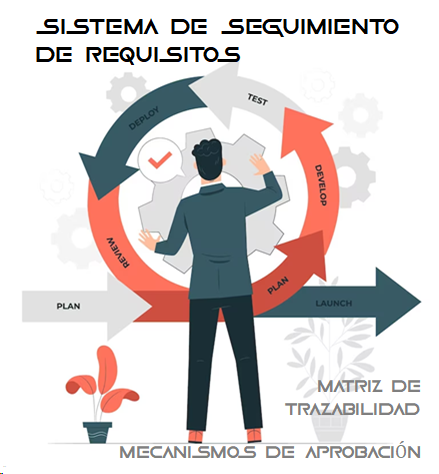 SISTEMA DE SEGUIMIENTO
DE REQUISITOS
TEST
DEPLOY
DEVELOP
REVIEW
PLAN
PLAN
LAUNCH
MATRIZ DE
TRAZABILIDAD
MECANISMOS DE APROBACIÓN